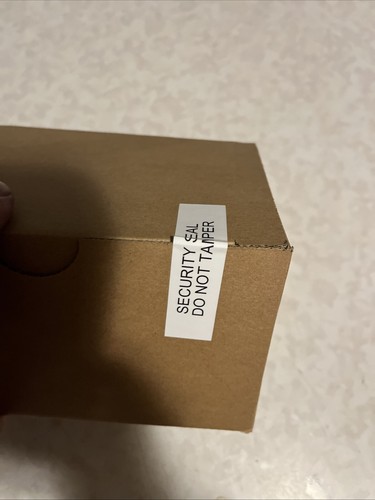 SECURITY SEAL
DO NOT TAMPER